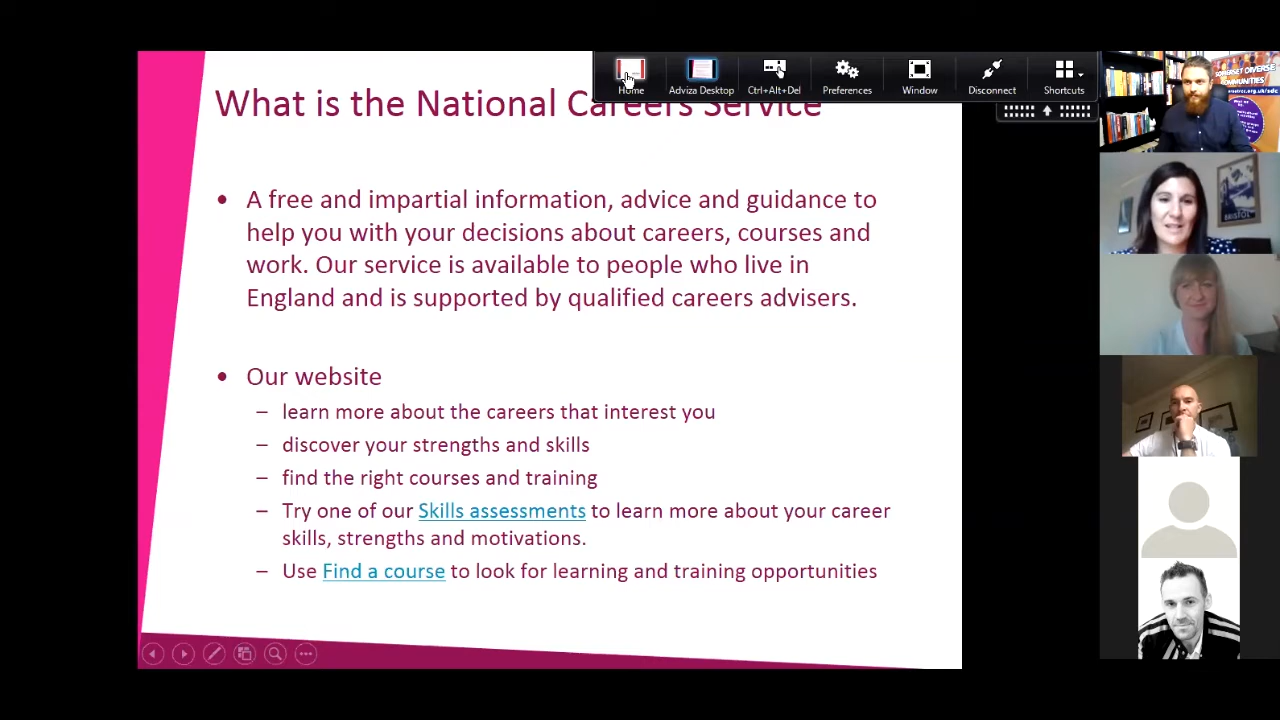 Home
Adviza Desktop
Ctrl+Alt+Del
Preferences
Window
Disconnect
Shortcuts
What is the National Careers Service
• A free and impartial information, advice and guidance to
help you with your decisions about careers, courses and
work. Our service is available to people who live in
England and is supported by qualified careers advisers.
• Our website
– learn more about the careers that interest you
– discover your strengths and skills
– find the right courses and training
– Try one of our Skills assessments to learn more about your career
skills, strengths and motivations.
– Use Find a course to look for learning and training opportunities
SOMERSET DIVERSE
COMMUNITIES
BRISTOL